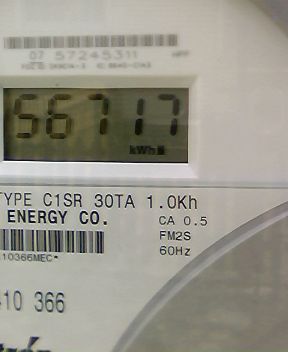 07 57245311
56717
kWh
TYPE C1SR 30TA 1.0Kh
ENERGY CO.
CA 0.5
FM2S
60Hz
10366MEC*
10 366